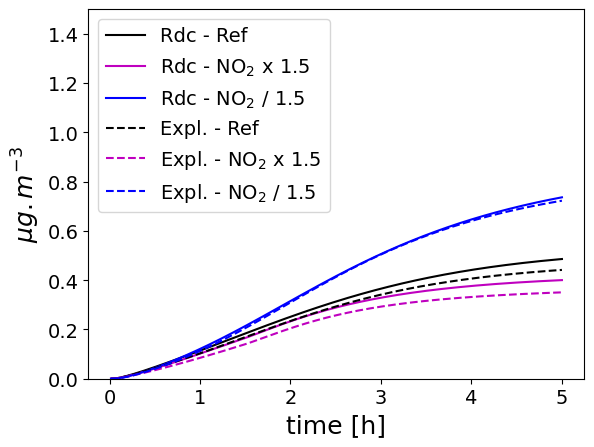 Rdc - Ref
Rdc - NO₂ x 1.5
Rdc - NO₂ / 1.5
Expl. - Ref
Expl. - NO₂ x 1.5
Expl. - NO₂ / 1.5
1.4
1.2
1.0
0.8
0.6
0.4
0.2
0.0
μg.m⁻³
0 1 2 3 4 5
time [h]